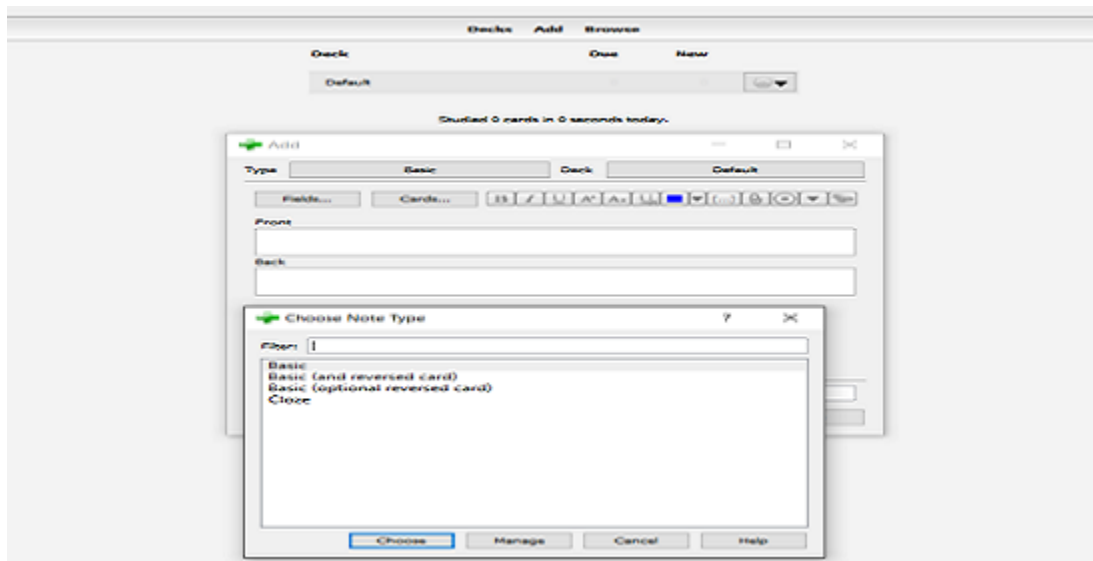 Decks Add Browse
Deck Due New
Default
Studied 0 cards in 0 seconds today.
Add
Type Basic Deck Default
Fields... Cards... B I U
Front
Back
Choose Note Type ?
Filter:
Basic
Basic (and reversed card)
Basic (optional reversed card)
Cloze
Choose Manage Cancel Help